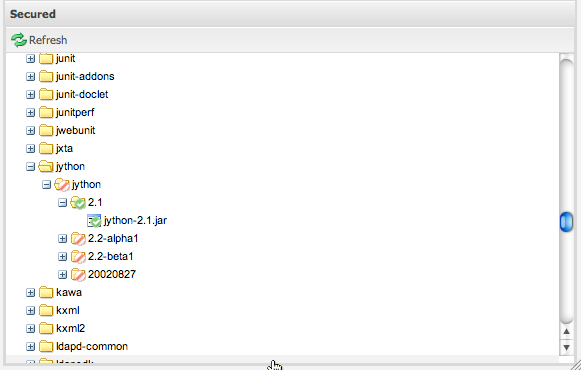 Secured
Refresh
junit
junit-addons
junit-doclet
junitperf
jwebunit
jxta
jython
jython
2.1
jython-2.1.jar
2.2-alpha1
2.2-beta1
20020827
kawa
kxml
kxml2
ldapd-common